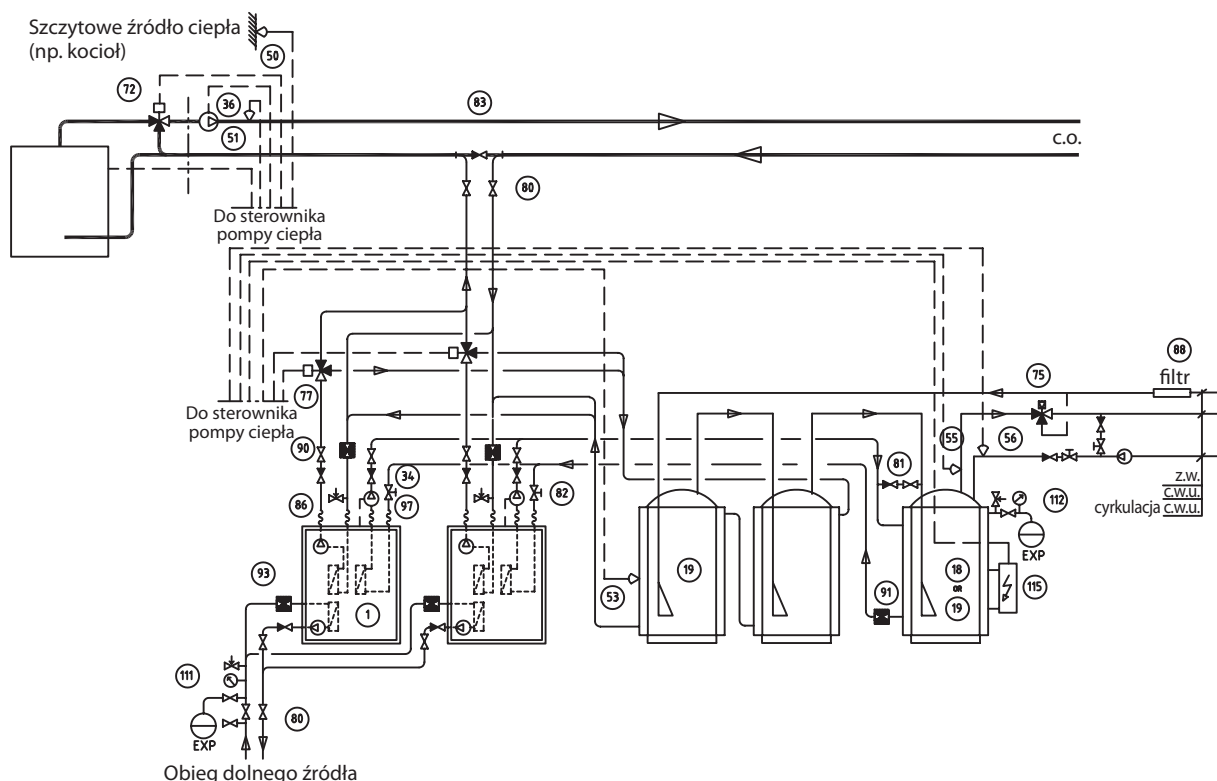 Szczytowe źródło ciepła
(np. kocioł)
50
72
36
83
51
c.o.
80
Do sterownika
pompy ciepła
88
filtr
75
77
Do sterownika
pompy ciepła
90
55
56
34
81
86
97
82
z.w.
c.w.u.
cyrkulacja c.w.u.
112
EXP
93
1
53
19
91
18
OR
19
115
111
80
EXP
Obieg dolnego źródła